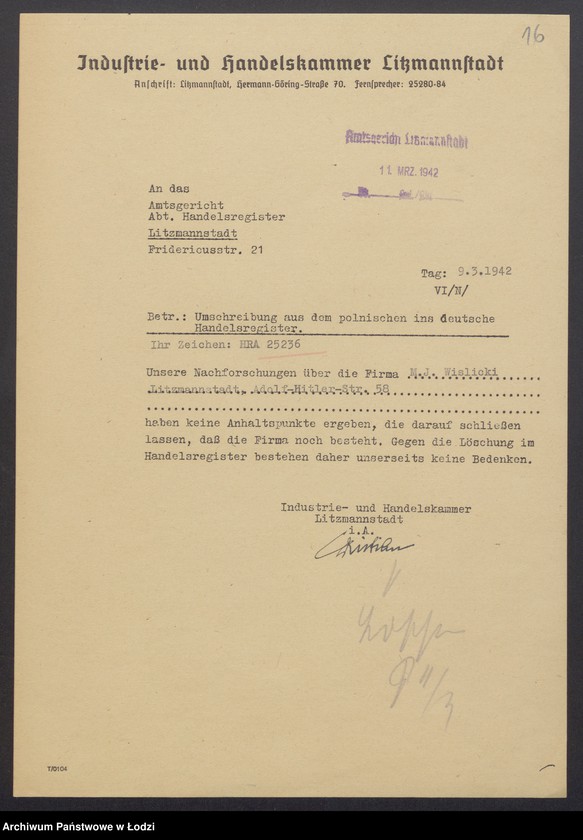 16
Industrie- und Handelskammer Litzmannstadt
Anschrift: Litzmannstadt, Hermann-Göring-Straße 70. Fernsprecher: 25280-84
Amtsgericht Litzmannstadt
11. MRZ. 1942
An das
Amtsgericht
Abt. Handelsregister
Litzmannstadt
Fridericusstr. 21
Tag: 9.3.1942
VI/N/
Betr.: Umschreibung aus dem polnischen ins deutsche
Handelsregister.
Ihr Zeichen: HRA 25236
Unsere Nachforschungen über die Firma M.J. Wislicki
Litzmannstadt, Adolf-Hitler-Str. 58
haben keine Anhaltspunkte ergeben, die darauf schließen
lassen, daß die Firma noch besteht. Gegen die Löschung im
Handelsregister bestehen daher unserseits keine Bedenken.
Industrie- und Handelskammer
Litzmannstadt
i.A.
T/0104
Archiwum Państwowe w Łodzi